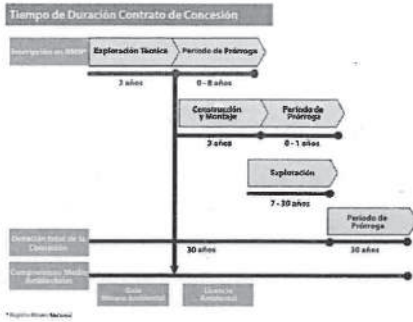 Tiempo de Duración Contrato de Concesión
Inscripción en RMN*
Exploración Técnica
Periodo de Prórroga
3 años
0-8 años
Construcción y Montaje
Periodo de Prórroga
3 años
0-1 años
Explotación
7-30 años
Periodo de Prórroga
Duración total de la Concesión
30 años
30 años
Compromisos Medio Ambientales
Guía Minero Ambiental
Licencia Ambiental
* Registro Minero Nacional